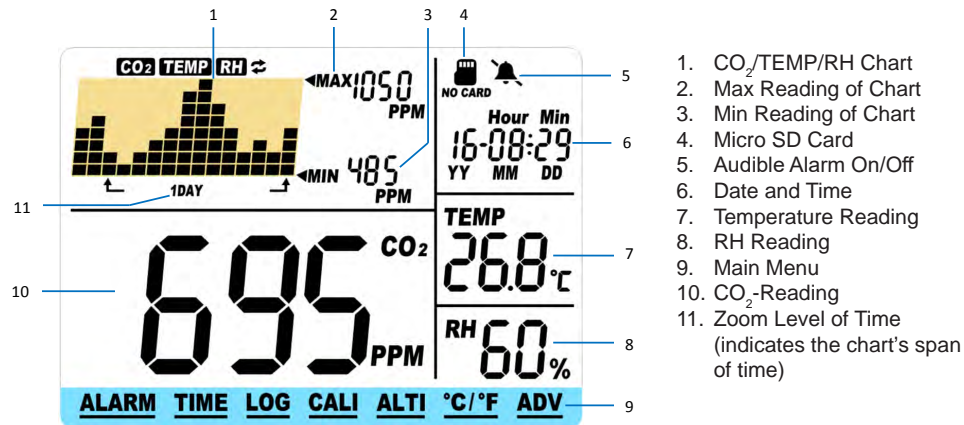 1 2 3 4
CO2 TEMP RH
MAX 1050
PPM
MIN 485
PPM
1DAY
NO CARD
5
Hour Min
16-08:29
YY MM DD
6
11
CO2
695
PPM
10
TEMP
26.8 °C
7
RH
60 %
8
ALARM TIME LOG CALI ALTI °C/°F ADV
9
1. CO2/TEMP/RH Chart
2. Max Reading of Chart
3. Min Reading of Chart
4. Micro SD Card
5. Audible Alarm On/Off
6. Date and Time
7. Temperature Reading
8. RH Reading
9. Main Menu
10. CO2-Reading
11. Zoom Level of Time
(indicates the chart's span
of time)